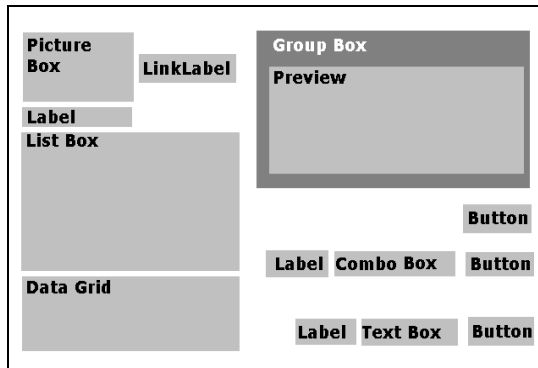 Picture
Box
LinkLabel
Label
List Box
Data Grid
Group Box
Preview
Button
Label Combo Box Button
Label Text Box Button